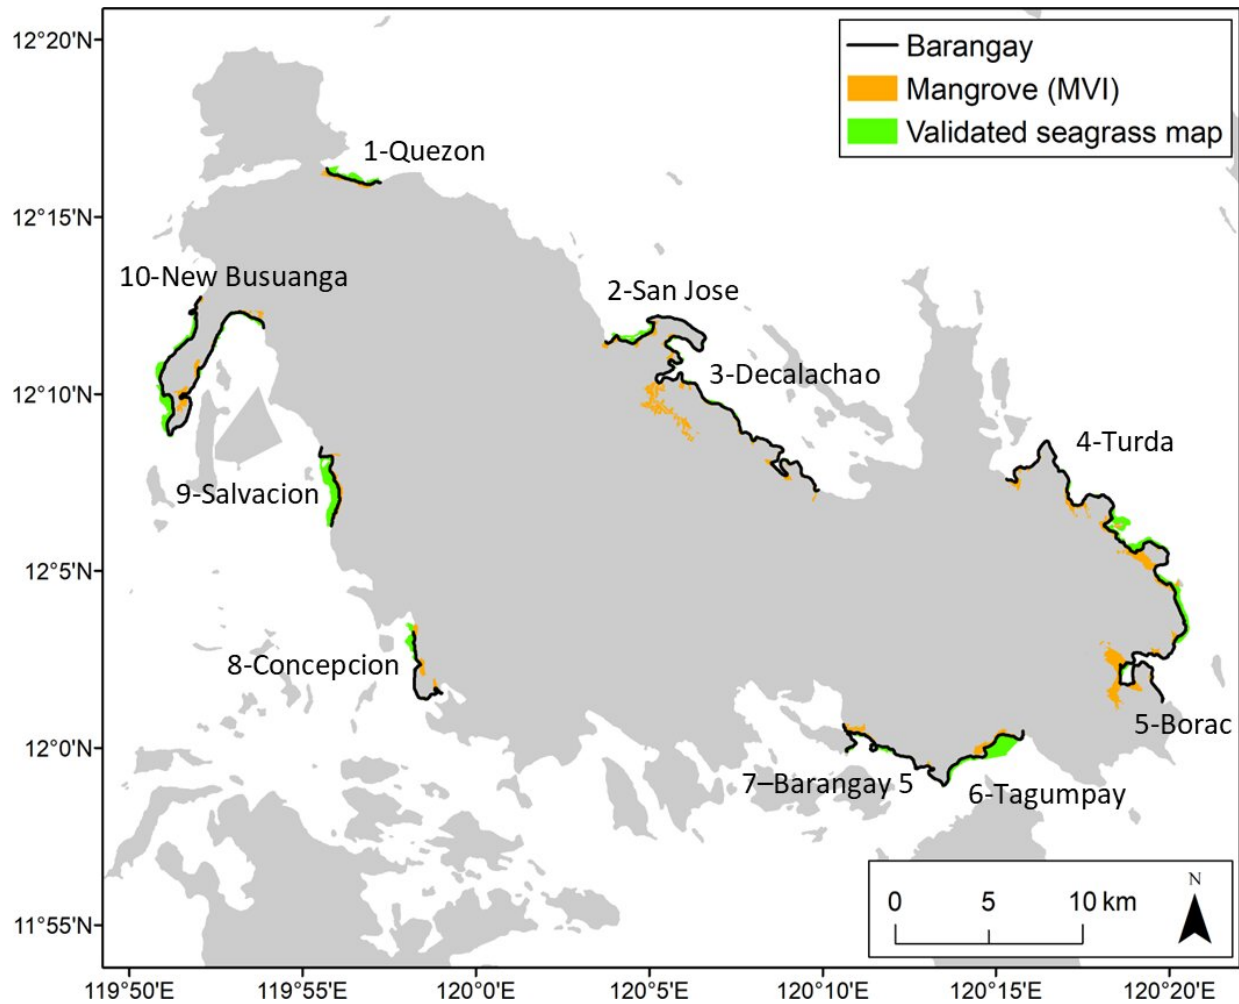 12°20'N
12°15'N
12°10'N
12°5'N
12°0'N
11°55'N
Barangay
Mangrove (MVI)
Validated seagrass map
1-Quezon
10-New Busuanga
2-San Jose
3-Decalachao
4-Turda
9-Salvacion
8-Concepcion
5-Borac
7–Barangay 5
6-Tagumpay
N
0 5 10 km
119°50'E 119°55'E 120°0'E 120°5'E 120°10'E 120°15'E 120°20'E